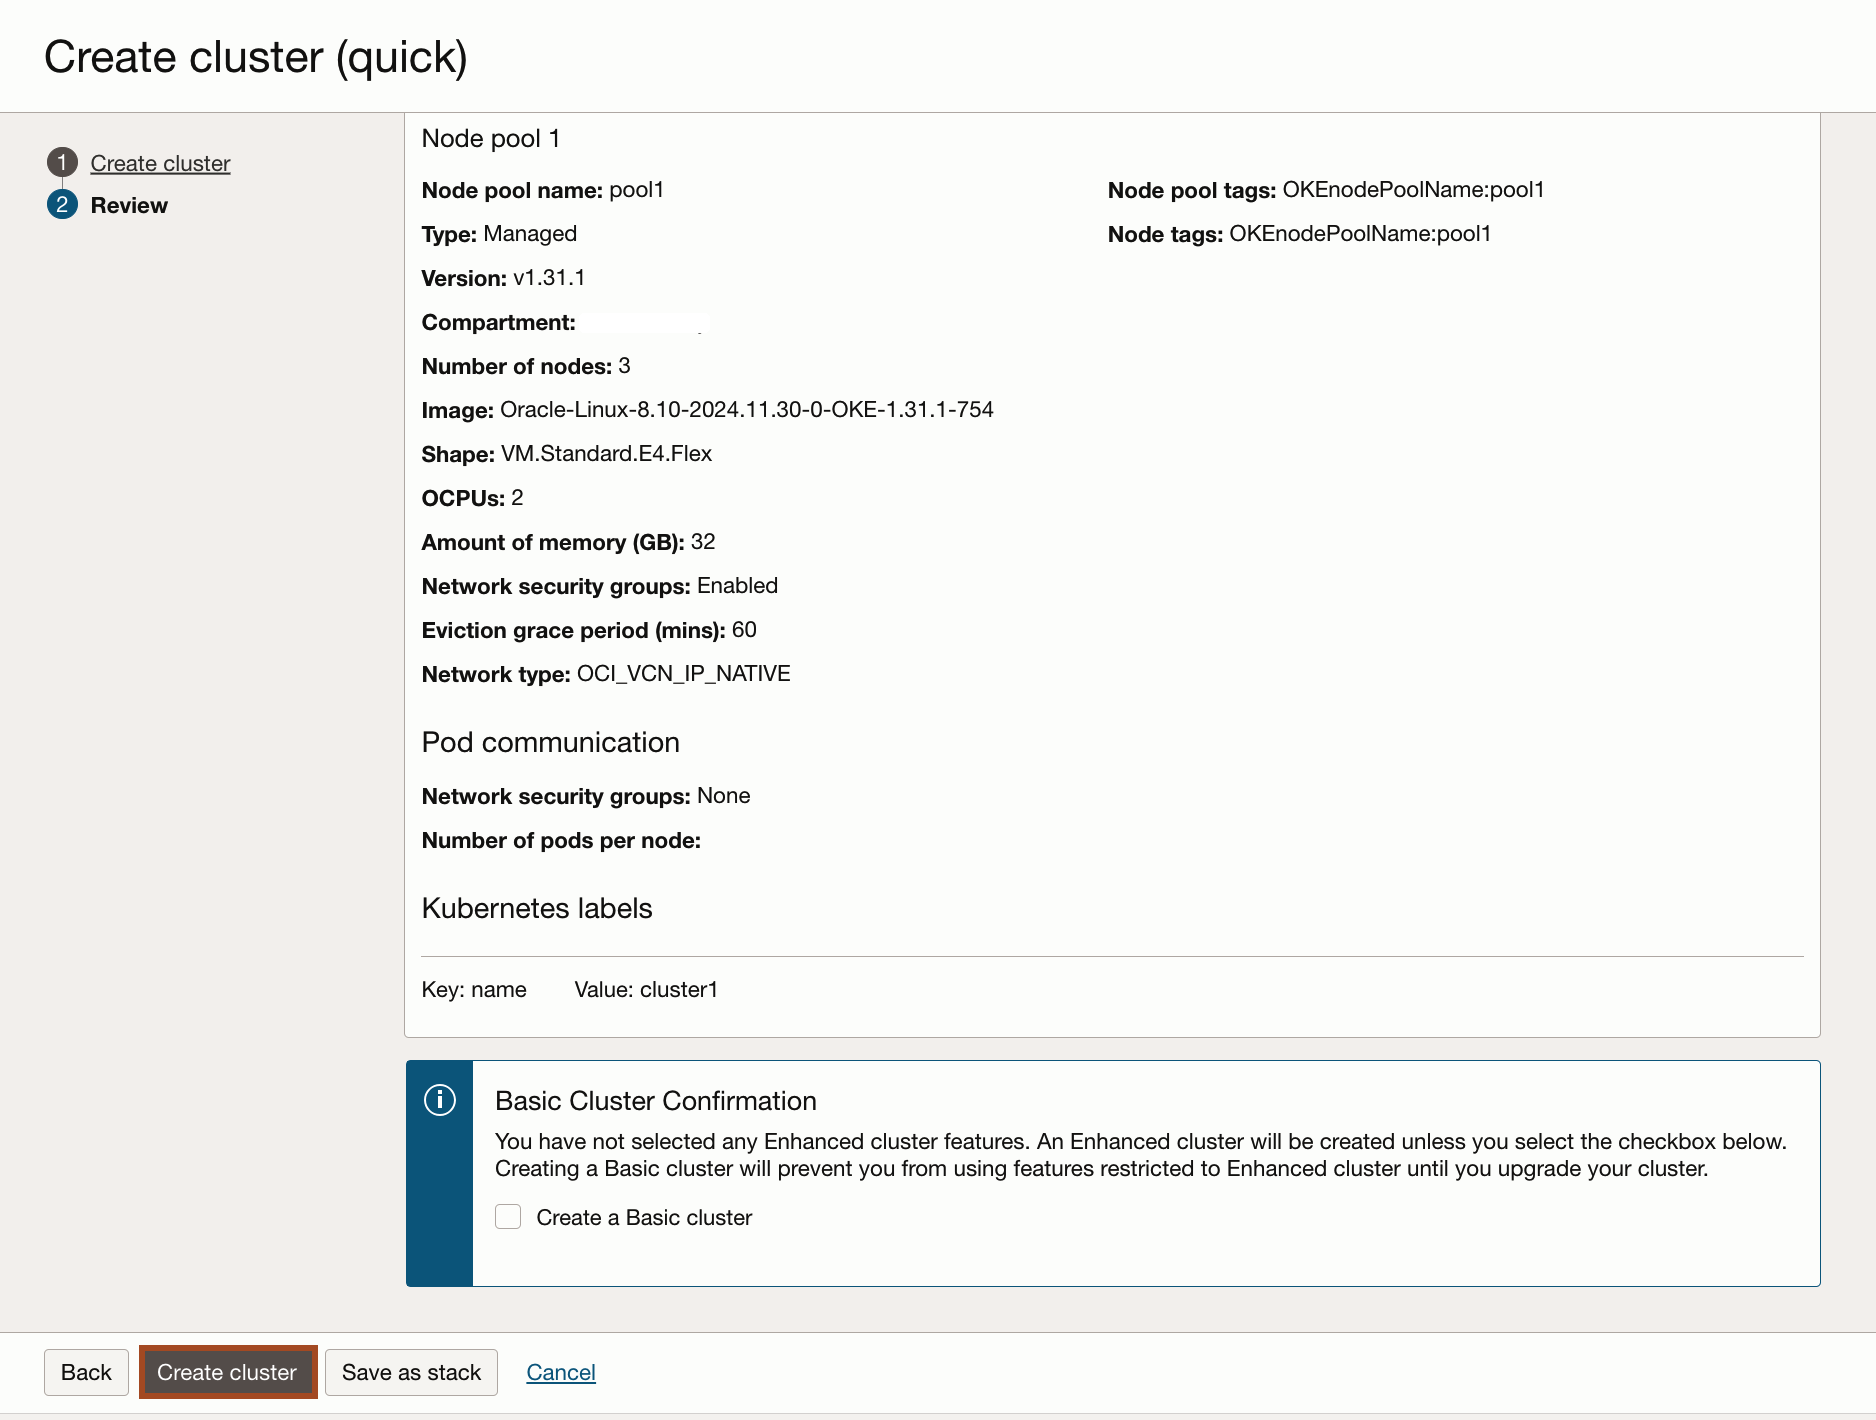 Create cluster (quick)
1 Create cluster
2 Review
Node pool 1
Node pool name: pool1
Type: Managed
Version: v1.31.1
Compartment:
Number of nodes: 3
Image: Oracle-Linux-8.10-2024.11.30-0-OKE-1.31.1-754
Shape: VM.Standard.E4.Flex
OCPUs: 2
Amount of memory (GB): 32
Network security groups: Enabled
Eviction grace period (mins): 60
Network type: OCI_VCN_IP_NATIVE
Node pool tags: OKEnodePoolName:pool1
Node tags: OKEnodePoolName:pool1
Pod communication
Network security groups: None
Number of pods per node:
Kubernetes labels
Key: name Value: cluster1
Basic Cluster Confirmation
You have not selected any Enhanced cluster features. An Enhanced cluster will be created unless you select the checkbox below.
Creating a Basic cluster will prevent you from using features restricted to Enhanced cluster until you upgrade your cluster.
Create a Basic cluster
Back Create cluster Save as stack Cancel